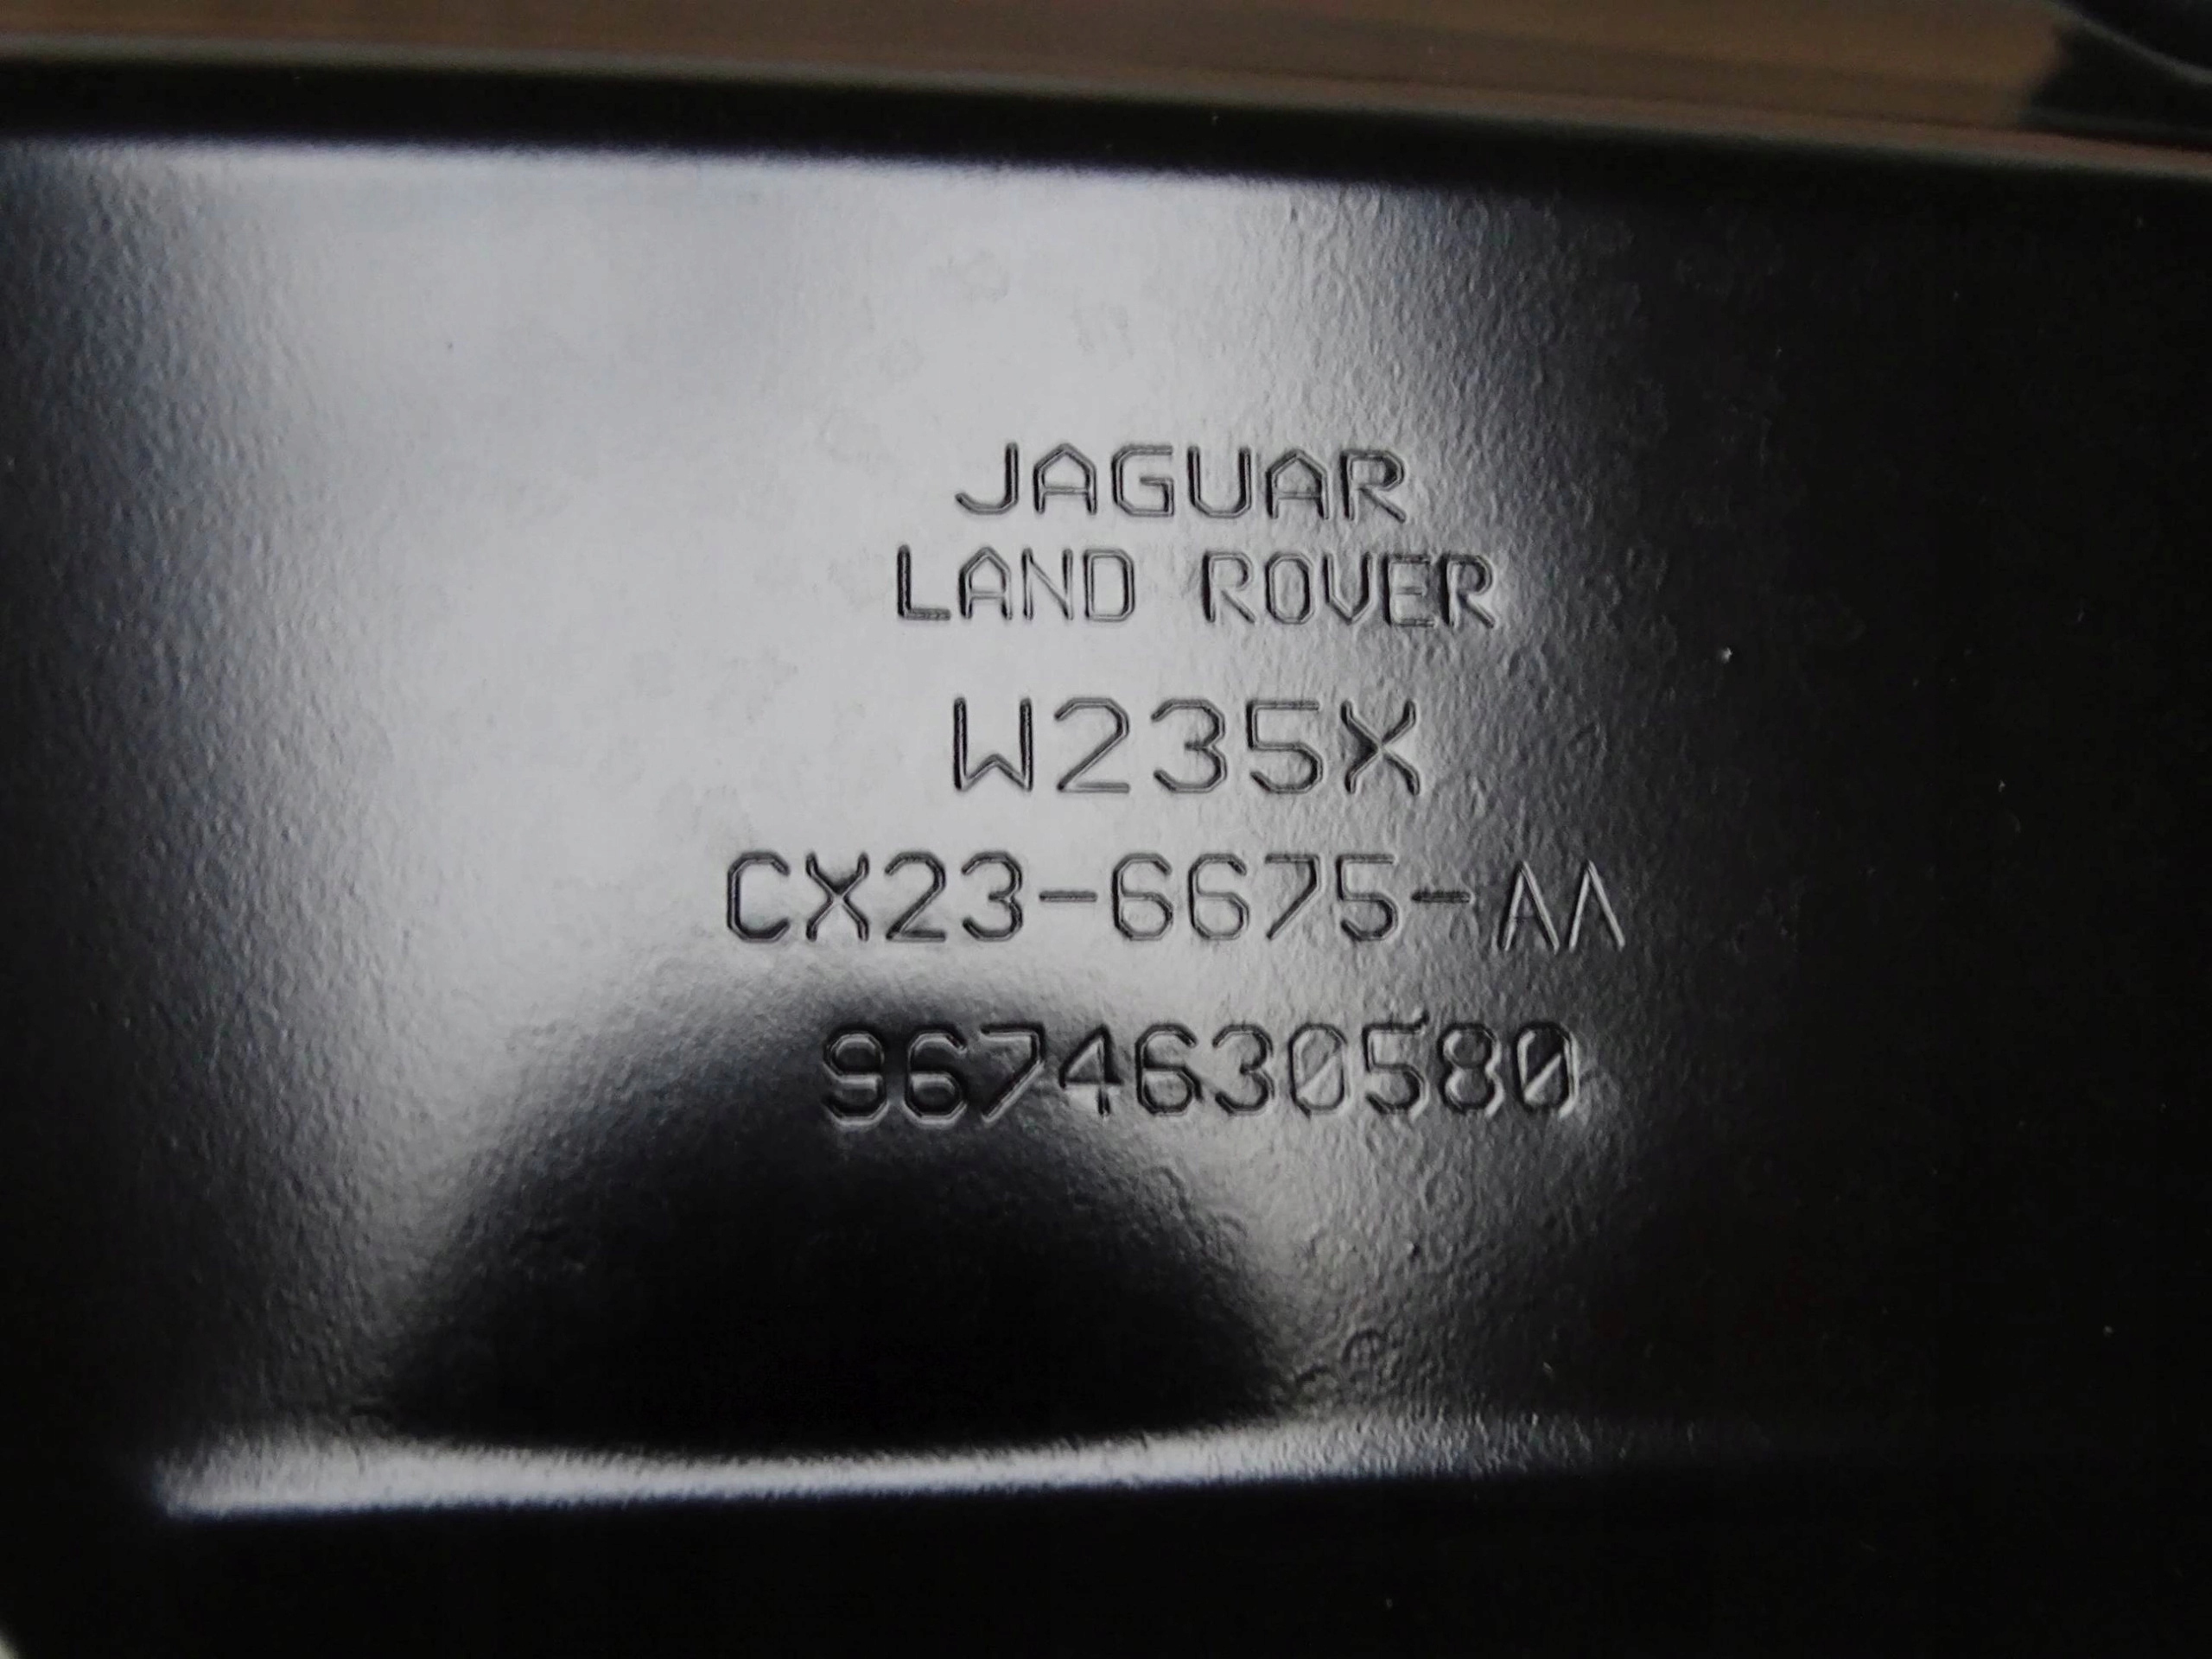 JAGUAR
LAND ROVER
W235X
CX23-6675-AA
9674630580